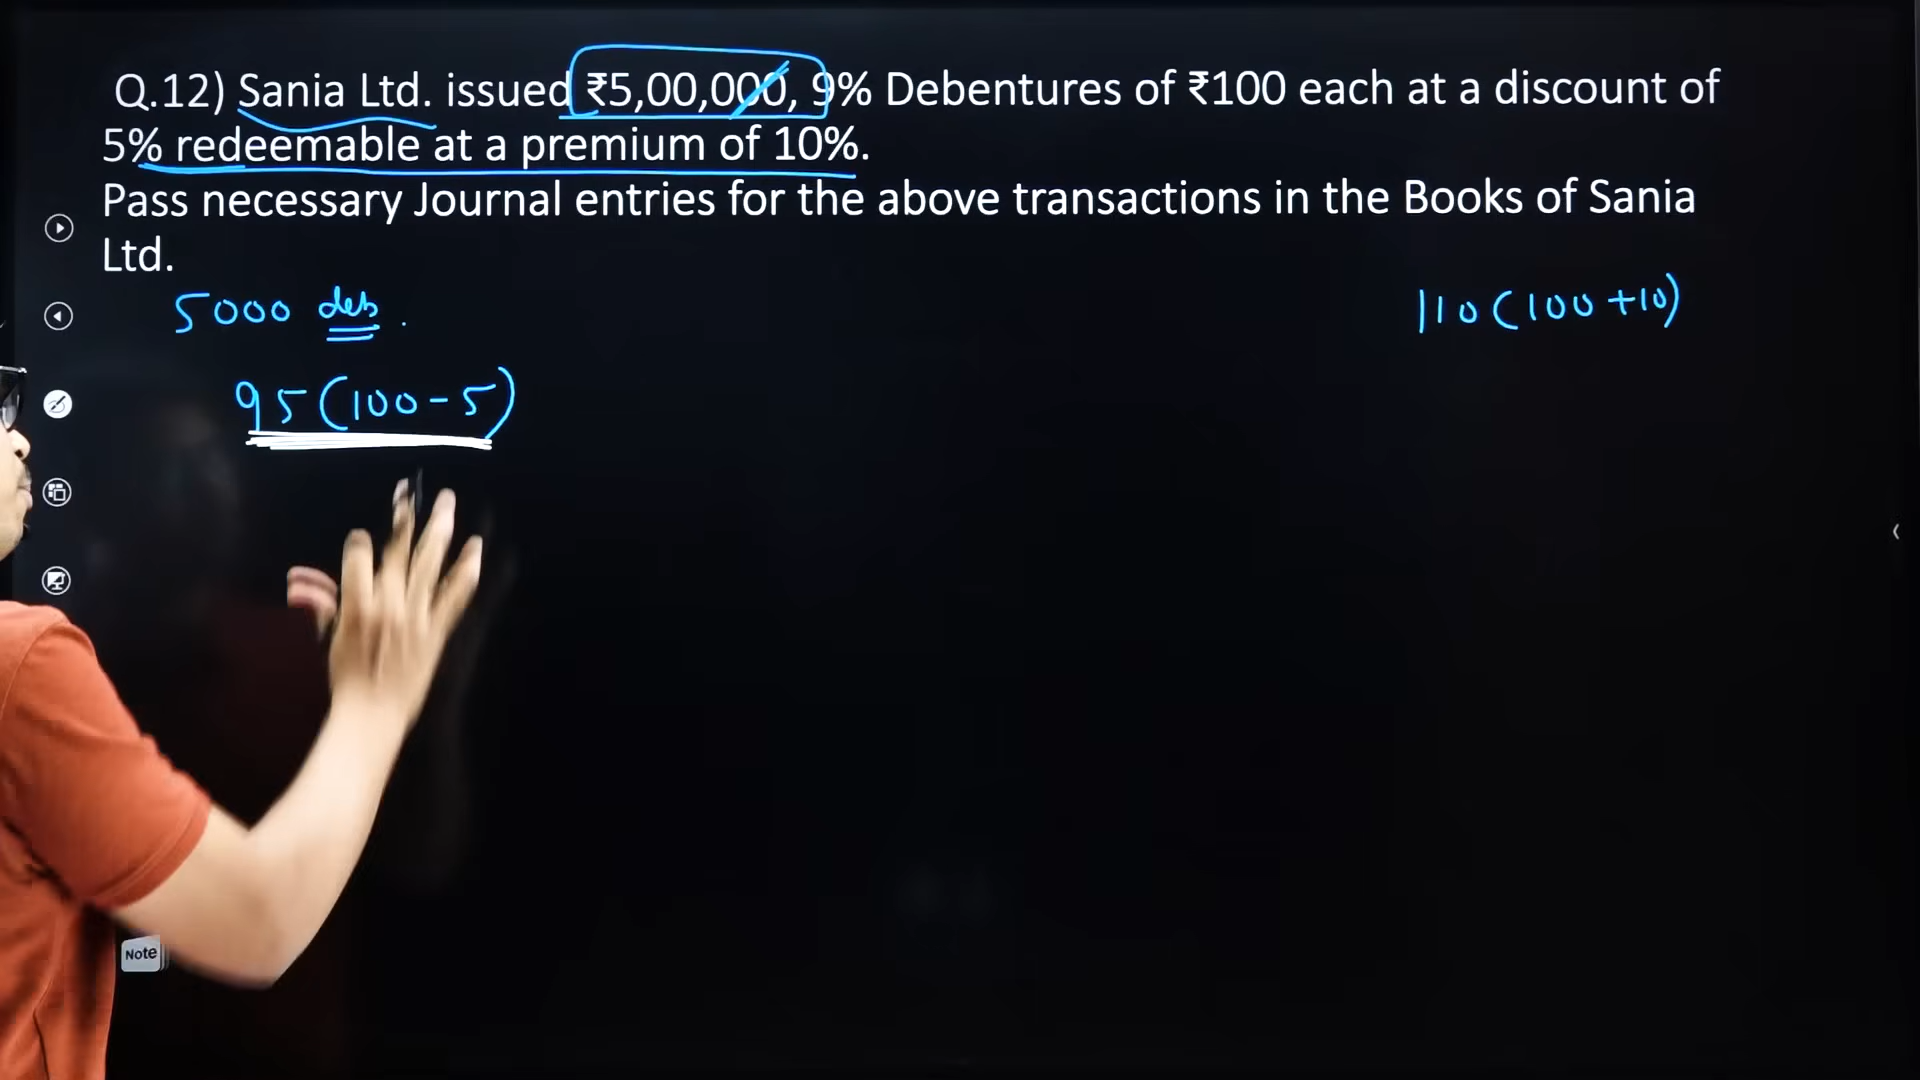 Q.12) Sania Ltd. issued ₹5,00,000, 9% Debentures of ₹100 each at a discount of
5% redeemable at a premium of 10%.
Pass necessary Journal entries for the above transactions in the Books of Sania
Ltd.
5000 deb.
110 (100+10)
95 (100-5)
Note